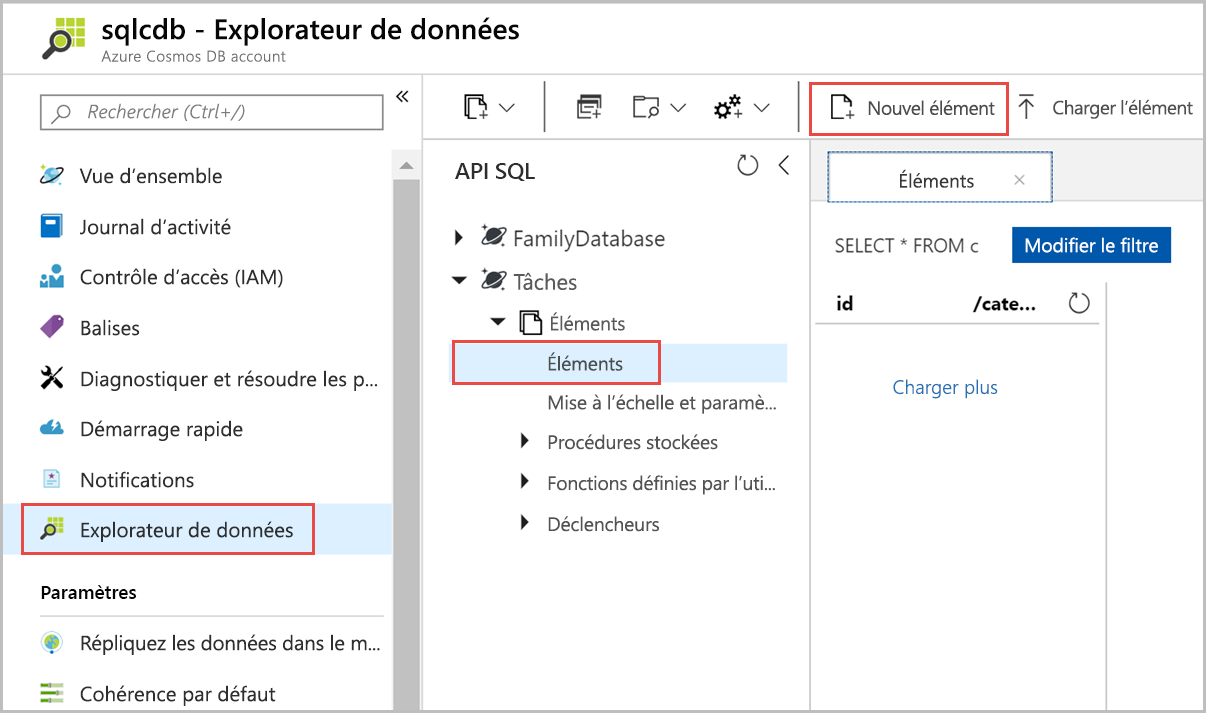 sqlcdb - Explorateur de données
Azure Cosmos DB account
Rechercher (Ctrl+/)
«
Vue d’ensemble
Journal d’activité
Contrôle d’accès (IAM)
Balises
Diagnostiquer et résoudre les p...
Démarrage rapide
Notifications
Explorateur de données
Paramètres
Répliquez les données dans le m...
Cohérence par défaut
Nouvel élément
Charger l’élément
API SQL
FamilyDatabase
Tâches
Éléments
Éléments
Mise à l’échelle et paramè...
Procédures stockées
Fonctions définies par l’uti...
Déclencheurs
Éléments
SELECT * FROM c
Modifier le filtre
id /cate...
Charger plus